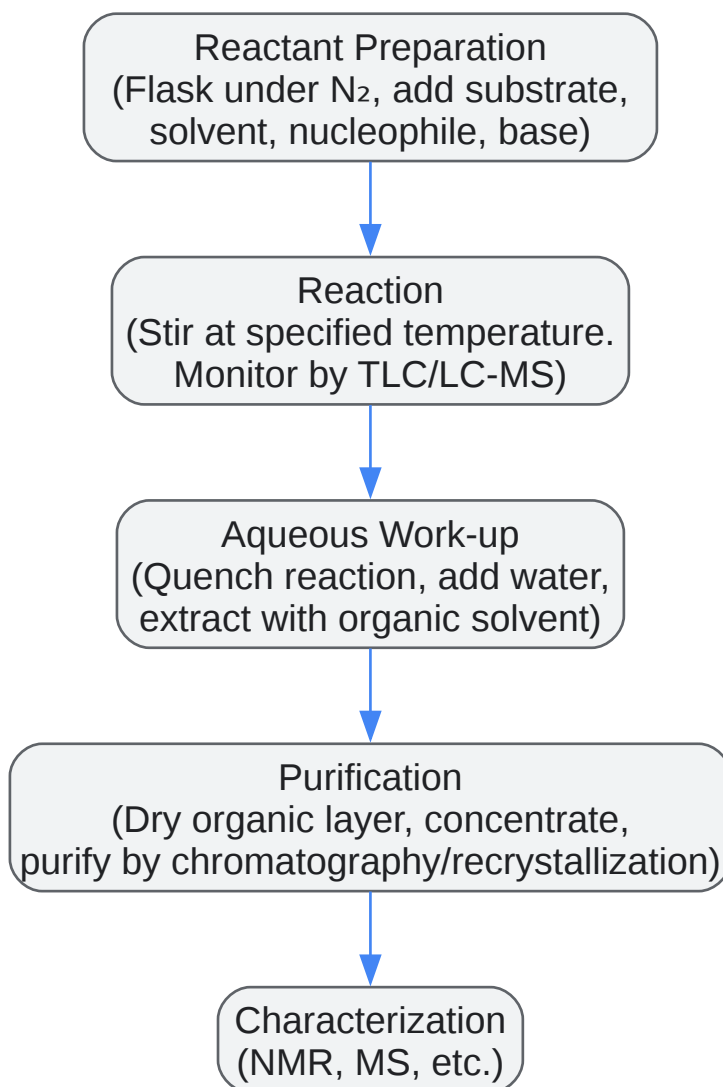 Reactant Preparation
(Flask under N₂, add substrate,
solvent, nucleophile, base)
Reaction
(Stir at specified temperature.
Monitor by TLC/LC-MS)
Aqueous Work-up
(Quench reaction, add water,
extract with organic solvent)
Purification
(Dry organic layer, concentrate,
purify by chromatography/recrystallization)
Characterization
(NMR, MS, etc.)